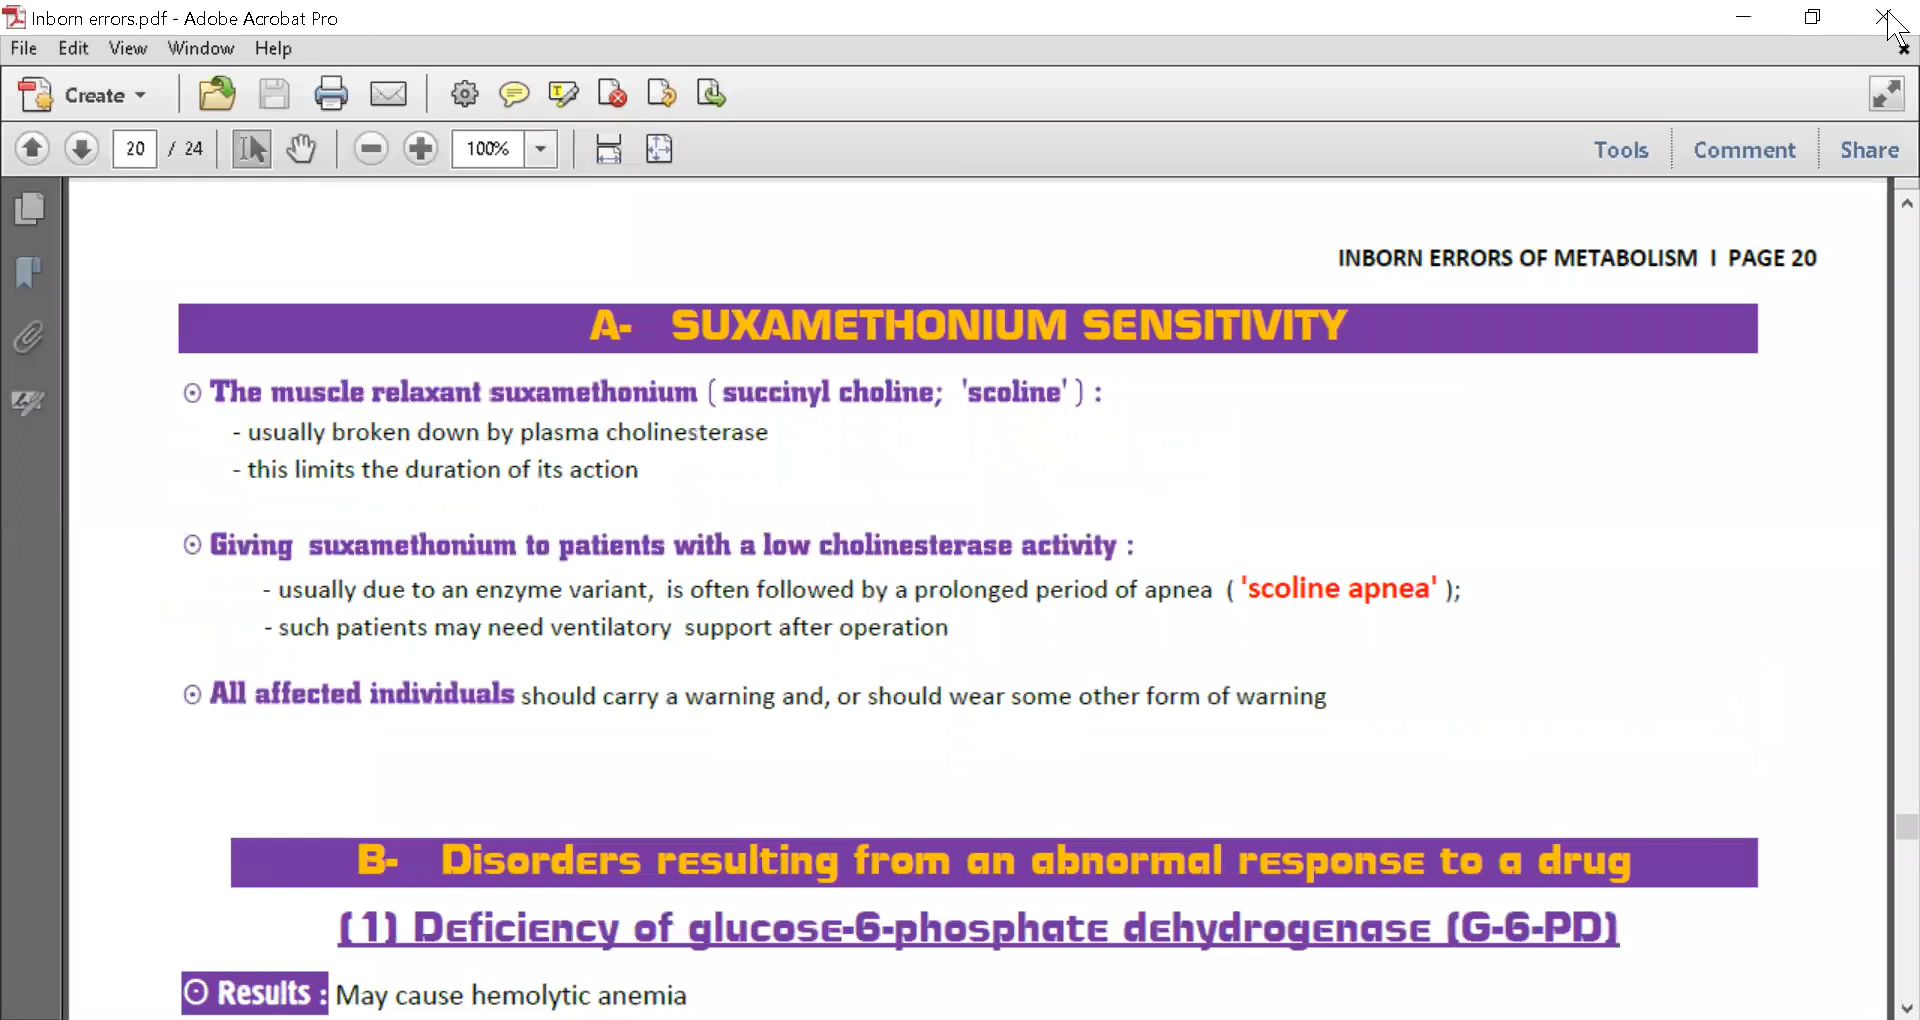 Inborn errors.pdf - Adobe Acrobat Pro
File Edit View Window Help
Create
20 / 24 100% Tools Comment Share
INBORN ERRORS OF METABOLISM I PAGE 20
A- SUXAMETHONIUM SENSITIVITY
⊙ The muscle relaxant suxamethonium ( succinyl choline; 'scoline' ) :
- usually broken down by plasma cholinesterase
- this limits the duration of its action
⊙ Giving suxamethonium to patients with a low cholinesterase activity :
- usually due to an enzyme variant, is often followed by a prolonged period of apnea ( 'scoline apnea' );
- such patients may need ventilatory support after operation
⊙ All affected individuals should carry a warning and, or should wear some other form of warning
B- Disorders resulting from an abnormal response to a drug
(1) Deficiency of glucose-6-phosphate dehydrogenase (G-6-PD)
⊙ Results : May cause hemolytic anemia